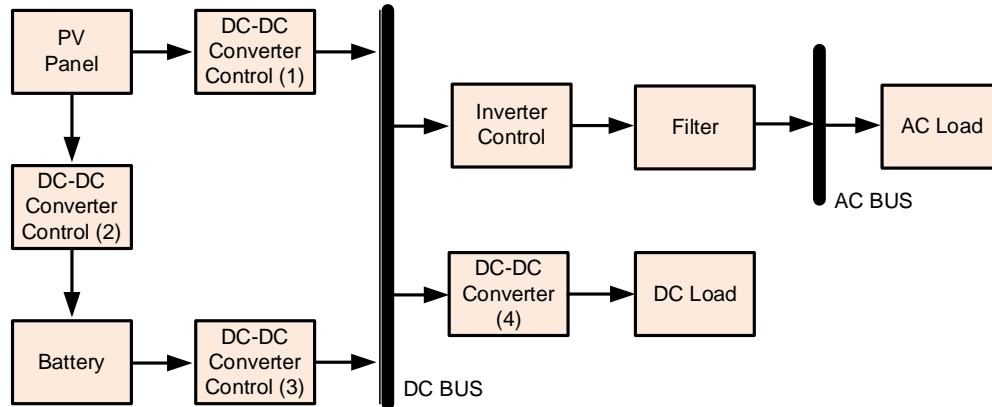 PV
Panel
DC-DC
Converter
Control (1)
Inverter
Control
Filter
AC Load
DC-DC
Converter
Control (2)
AC BUS
DC-DC
Converter
(4)
DC Load
Battery
DC-DC
Converter
Control (3)
DC BUS